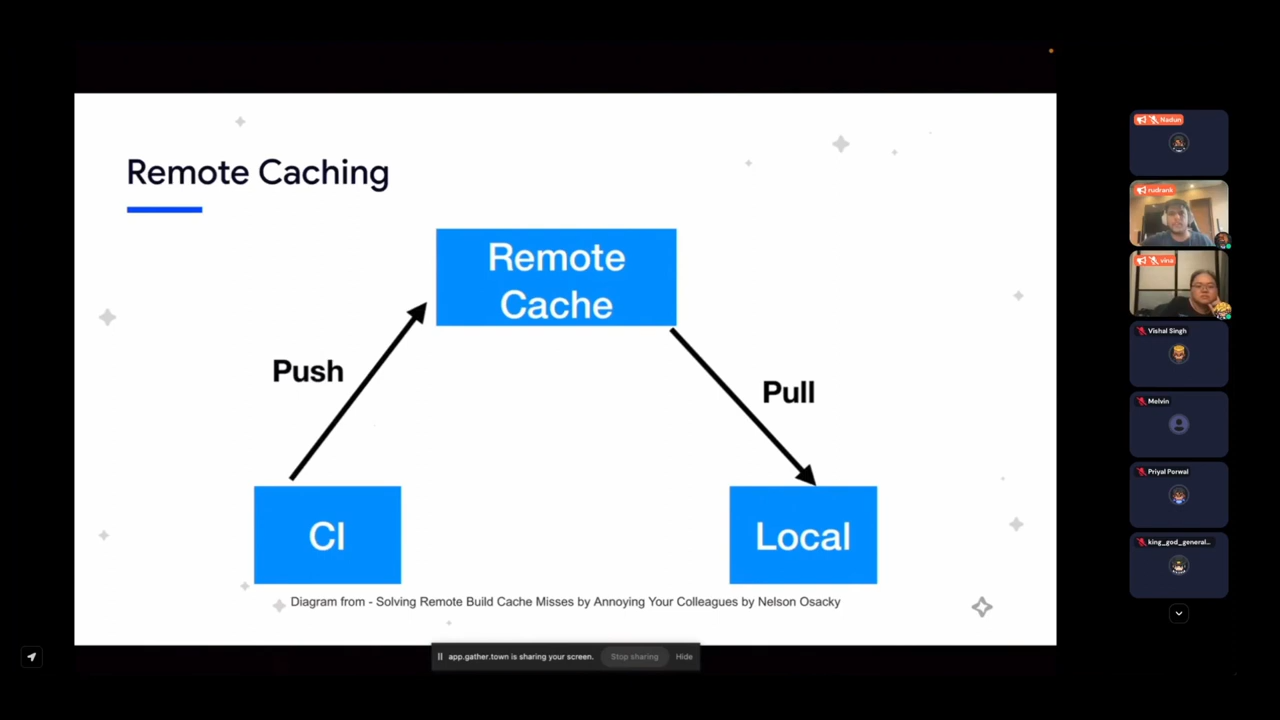 Remote Caching
Remote
Cache
Push
Pull
CI
Local
Diagram from - Solving Remote Build Cache Misses by Annoying Your Colleagues by Nelson Osacky
app.gather.town is sharing your screen.
Stop sharing
Hide
Nadun
rudrank
vina
Vishal Singh
Melvin
Priyal Porwal
king_god_general...